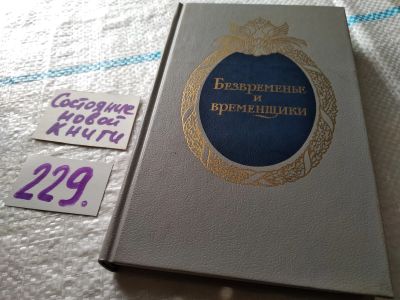 Состояние
новой
книги
229.
Безвременье
и
временщики